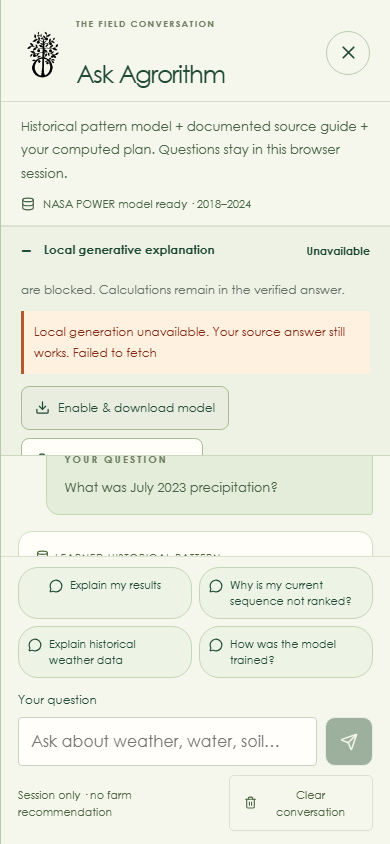 THE FIELD CONVERSATION
Ask Agrorithm
Historical pattern model + documented source guide +
your computed plan. Questions stay in this browser
session.
NASA POWER model ready · 2018–2024
Local generative explanation
Unavailable
are blocked. Calculations remain in the verified answer.
Local generation unavailable. Your source answer still
works. Failed to fetch
Enable & download model
YOUR QUESTION
What was July 2023 precipitation?
LEARNED HISTORICAL PATTERN
Explain my results
Why is my current
sequence not ranked?
Explain historical
weather data
How was the model
trained?
Your question
Ask about weather, water, soil…
Session only · no farm
recommendation
Clear
conversation